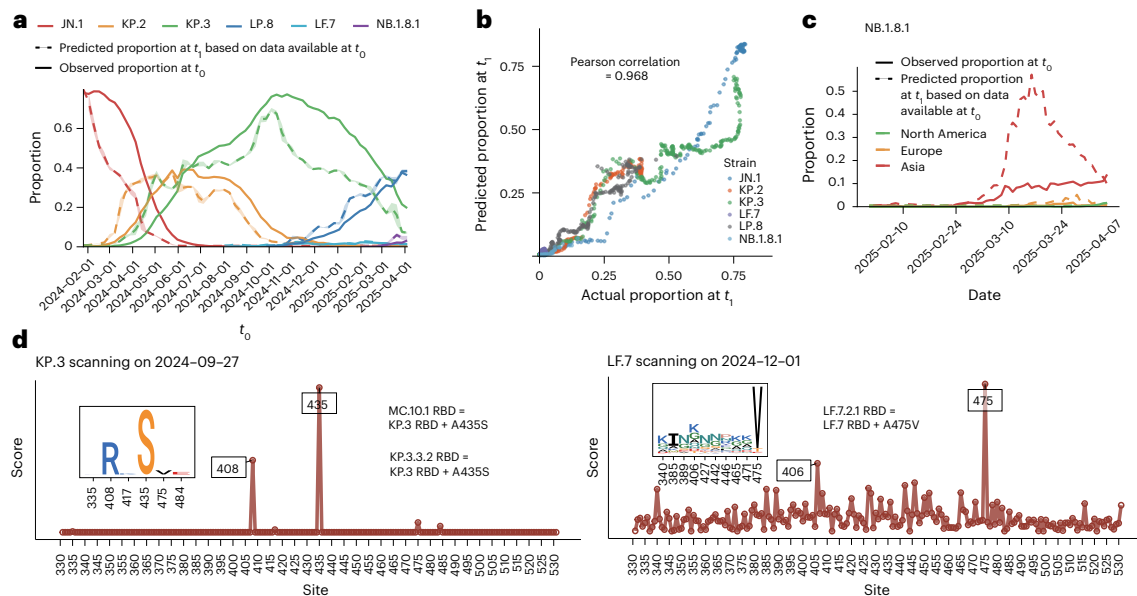 a
JN.1 KP.2 KP.3 LP.8 LF.7 NB.1.8.1
Predicted proportion at t1 based on data available at t0
Observed proportion at t0
Proportion
0.6
0.4
0.2
0
2024–02–01
2024–03–01
2024–04–01
2024–05–01
2024–06–01
2024–07–01
2024–08–01
2024–09–01
2024–10–01
2024–11–01
2024–12–01
2025–01–01
2025–02–01
2025–03–01
2025–04–01
t0
b
Predicted proportion at t1
0.75
0.50
0.25
Pearson correlation
= 0.968
Strain
JN.1
KP.2
KP.3
LF.7
LP.8
NB.1.8.1
0 0.25 0.50 0.75
Actual proportion at t1
c
NB.1.8.1
Observed proportion at t0
Predicted proportion
at t1 based on data
available at t0
North America
Europe
Asia
Proportion
0.5
0.4
0.3
0.2
0.1
0
2025–02–10
2025–02–24
2025–03–10
2025–03–24
2025–04–07
Date
d
KP.3 scanning on 2024–09–27
Score
R S
335 408 417 435 475 484
408
435
MC.10.1 RBD =
KP.3 RBD + A435S
KP.3.3.2 RBD =
KP.3 RBD + A435S
330 335 340 345 350 355 360 365 370 375 380 385 390 395 400 405 410 415 420 425 430 435 440 445 450 455 460 465 470 475 480 485 490 495 500 505 510 515 520 525 530
Site
LF.7 scanning on 2024–12–01
Score
K I N K N N K K V
340 385 389 406 427 442 446 465 471 475
406
475
LF.7.2.1 RBD =
LF.7 RBD + A475V
330 335 340 345 350 355 360 365 370 375 380 385 390 395 400 405 410 415 420 425 430 435 440 445 450 455 460 465 470 475 480 485 490 495 500 505 510 515 520 525 530
Site